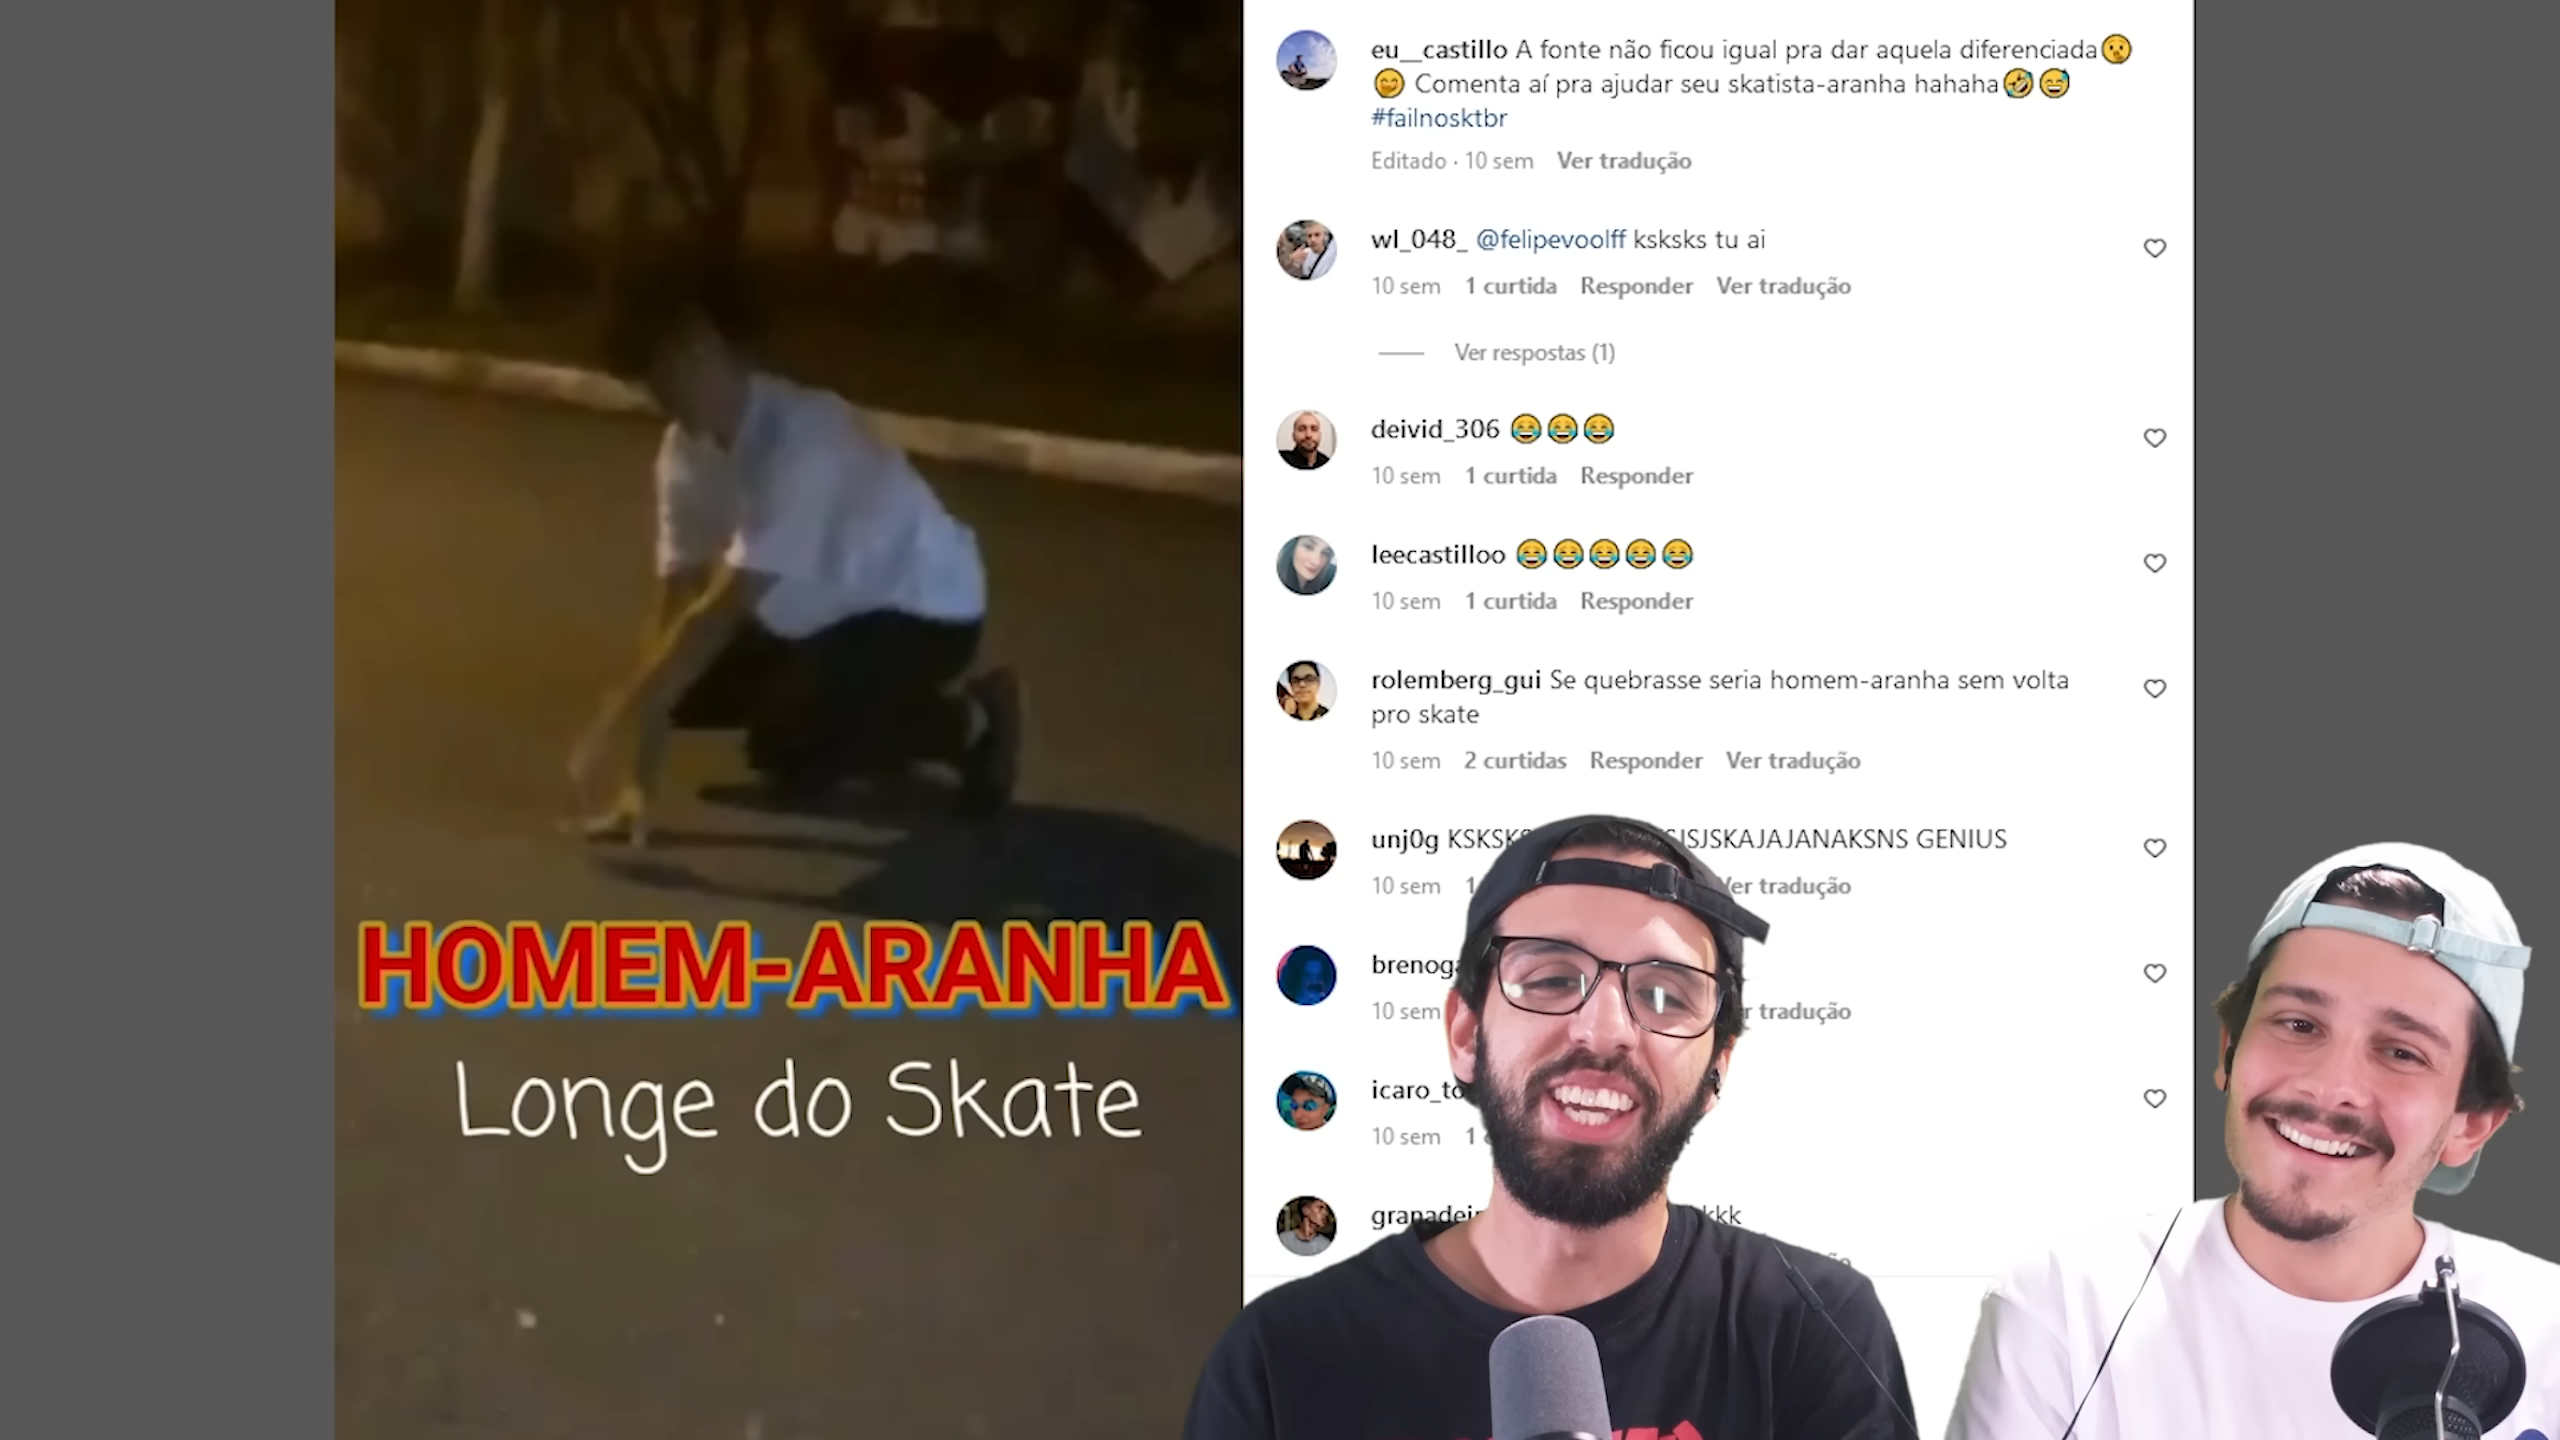 HOMEM-ARANHA
Longe do Skate
eu__castillo A fonte não ficou igual pra dar aquela diferenciada🤫
🤭 Comenta aí pra ajudar seu skatista-aranha hahaha🤣😅
#failnosktbr
Editado · 10 sem Ver tradução
wl_048_ @felipevoolff ksksks tu ai
10 sem 1 curtida Responder Ver tradução
Ver respostas (1)
deivid_306 😂😂😂
10 sem 1 curtida Responder
leecastilloo 😂😂😂😂😂
10 sem 1 curtida Responder
rolemberg_gui Se quebrasse seria homem-aranha sem volta
pro skate
10 sem 2 curtidas Responder Ver tradução
unj0g GENIUS
10 sem 1 Ver tradução
10 sem tradução
10 sem 1